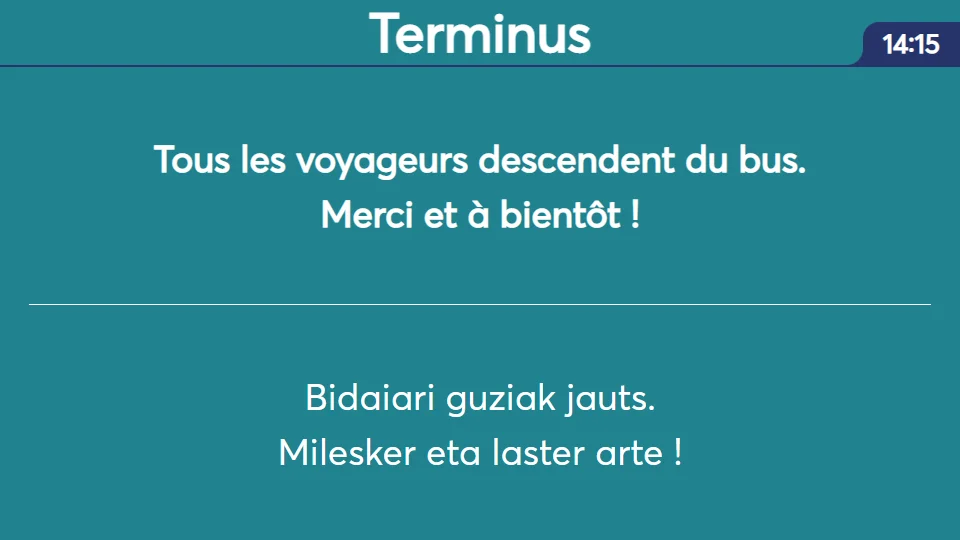 Terminus
14:15
Tous les voyageurs descendent du bus.
Merci et à bientôt !
Bidaiari guziak jauts.
Milesker eta laster arte !